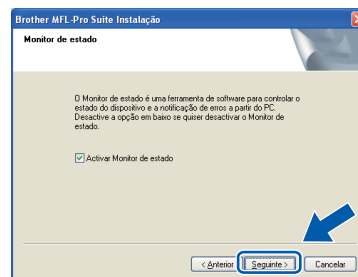 Brother MFL-Pro Suite Instalação
Monitor de estado
O Monitor de estado é uma ferramenta de software para controlar o
estado do dispositivo e a notificação de erros a partir do PC.
Desactive a opção em baixo se quiser desactivar o Monitor de
estado.
Activar Monitor de estado
< Anterior
Seguinte >
Cancelar